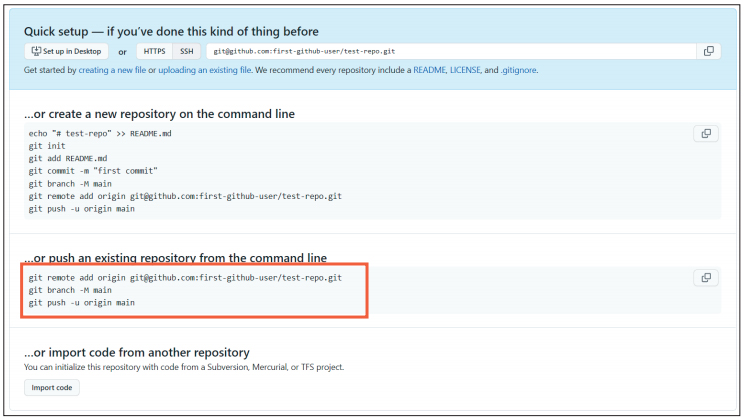 Quick setup — if you've done this kind of thing before
Set up in Desktop or HTTPS SSH git@github.com:first-github-user/test-repo.git
Get started by creating a new file or uploading an existing file. We recommend every repository include a README, LICENSE, and .gitignore.
...or create a new repository on the command line
echo "# test-repo" >> README.md
git init
git add README.md
git commit -m "first commit"
git branch -M main
git remote add origin git@github.com:first-github-user/test-repo.git
git push -u origin main
...or push an existing repository from the command line
git remote add origin git@github.com:first-github-user/test-repo.git
git branch -M main
git push -u origin main
...or import code from another repository
You can initialize this repository with code from a Subversion, Mercurial, or TFS project.
Import code